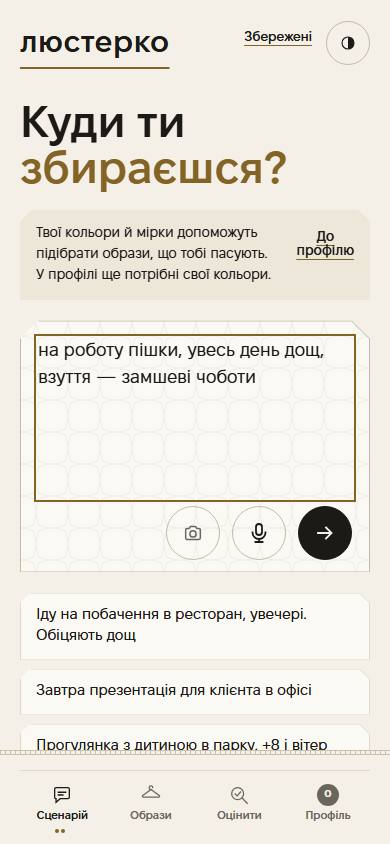 люстерко
Збережені
Куди ти
збираєшся?
Твої кольори й мірки допоможуть
підібрати образи, що тобі пасують.
У профілі ще потрібні свої кольори.
До
профілю
на роботу пішки, увесь день дощ,
взуття — замшеві чоботи
Іду на побачення в ресторан, увечері.
Обіцяють дощ
Завтра презентація для клієнта в офісі
Прогулянка з дитиною в парку, +8 і вітер
Сценарій
Образи
Оцінити
0
Профіль